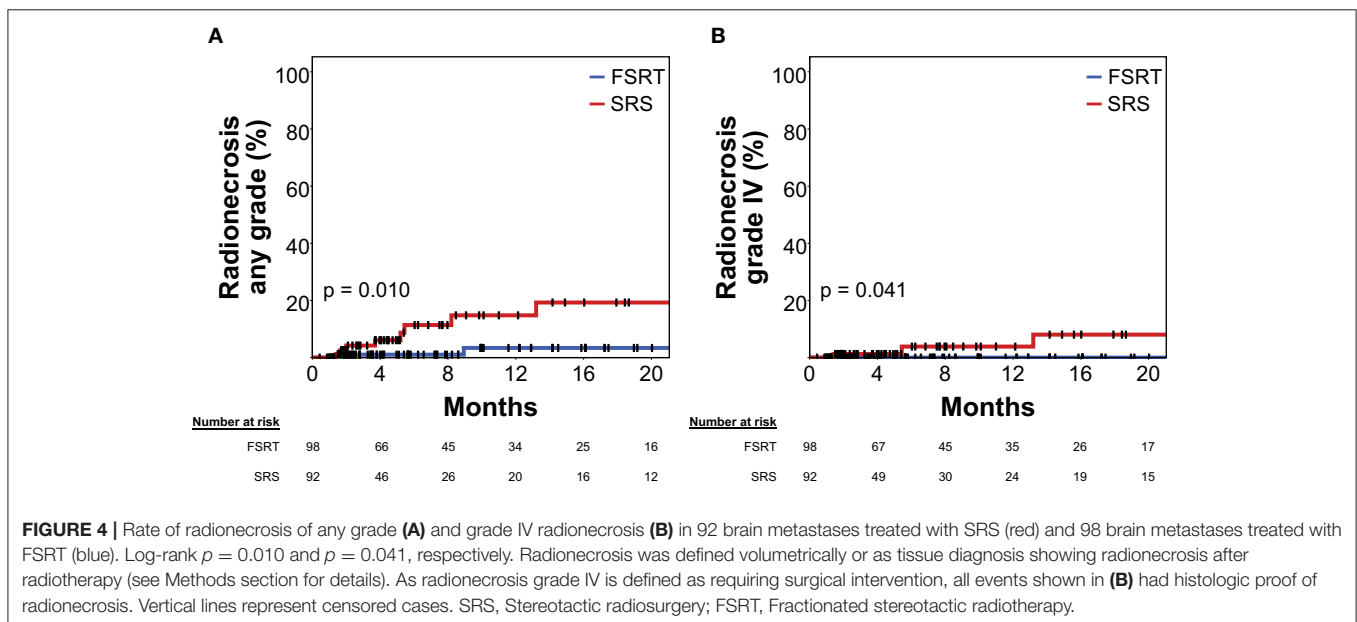 A
100
80
60
40
20
0 4 8 12 16 20
Radionecrosis
any grade (%)
FSRT
SRS
p = 0.010
Months
Number at risk
FSRT 98 66 45 34 25 16
SRS 92 46 26 20 16 12
B
100
80
60
40
20
0 4 8 12 16 20
Radionecrosis
grade IV (%)
FSRT
SRS
p = 0.041
Months
Number at risk
FSRT 98 67 45 35 26 17
SRS 92 49 30 24 19 15
FIGURE 4 | Rate of radionecrosis of any grade (A) and grade IV radionecrosis (B) in 92 brain metastases treated with SRS (red) and 98 brain metastases treated with
FSRT (blue). Log-rank p = 0.010 and p = 0.041, respectively. Radionecrosis was defined volumetrically or as tissue diagnosis showing radionecrosis after
radiotherapy (see Methods section for details). As radionecrosis grade IV is defined as requiring surgical intervention, all events shown in (B) had histologic proof of
radionecrosis. Vertical lines represent censored cases. SRS, Stereotactic radiosurgery; FSRT, Fractionated stereotactic radiotherapy.